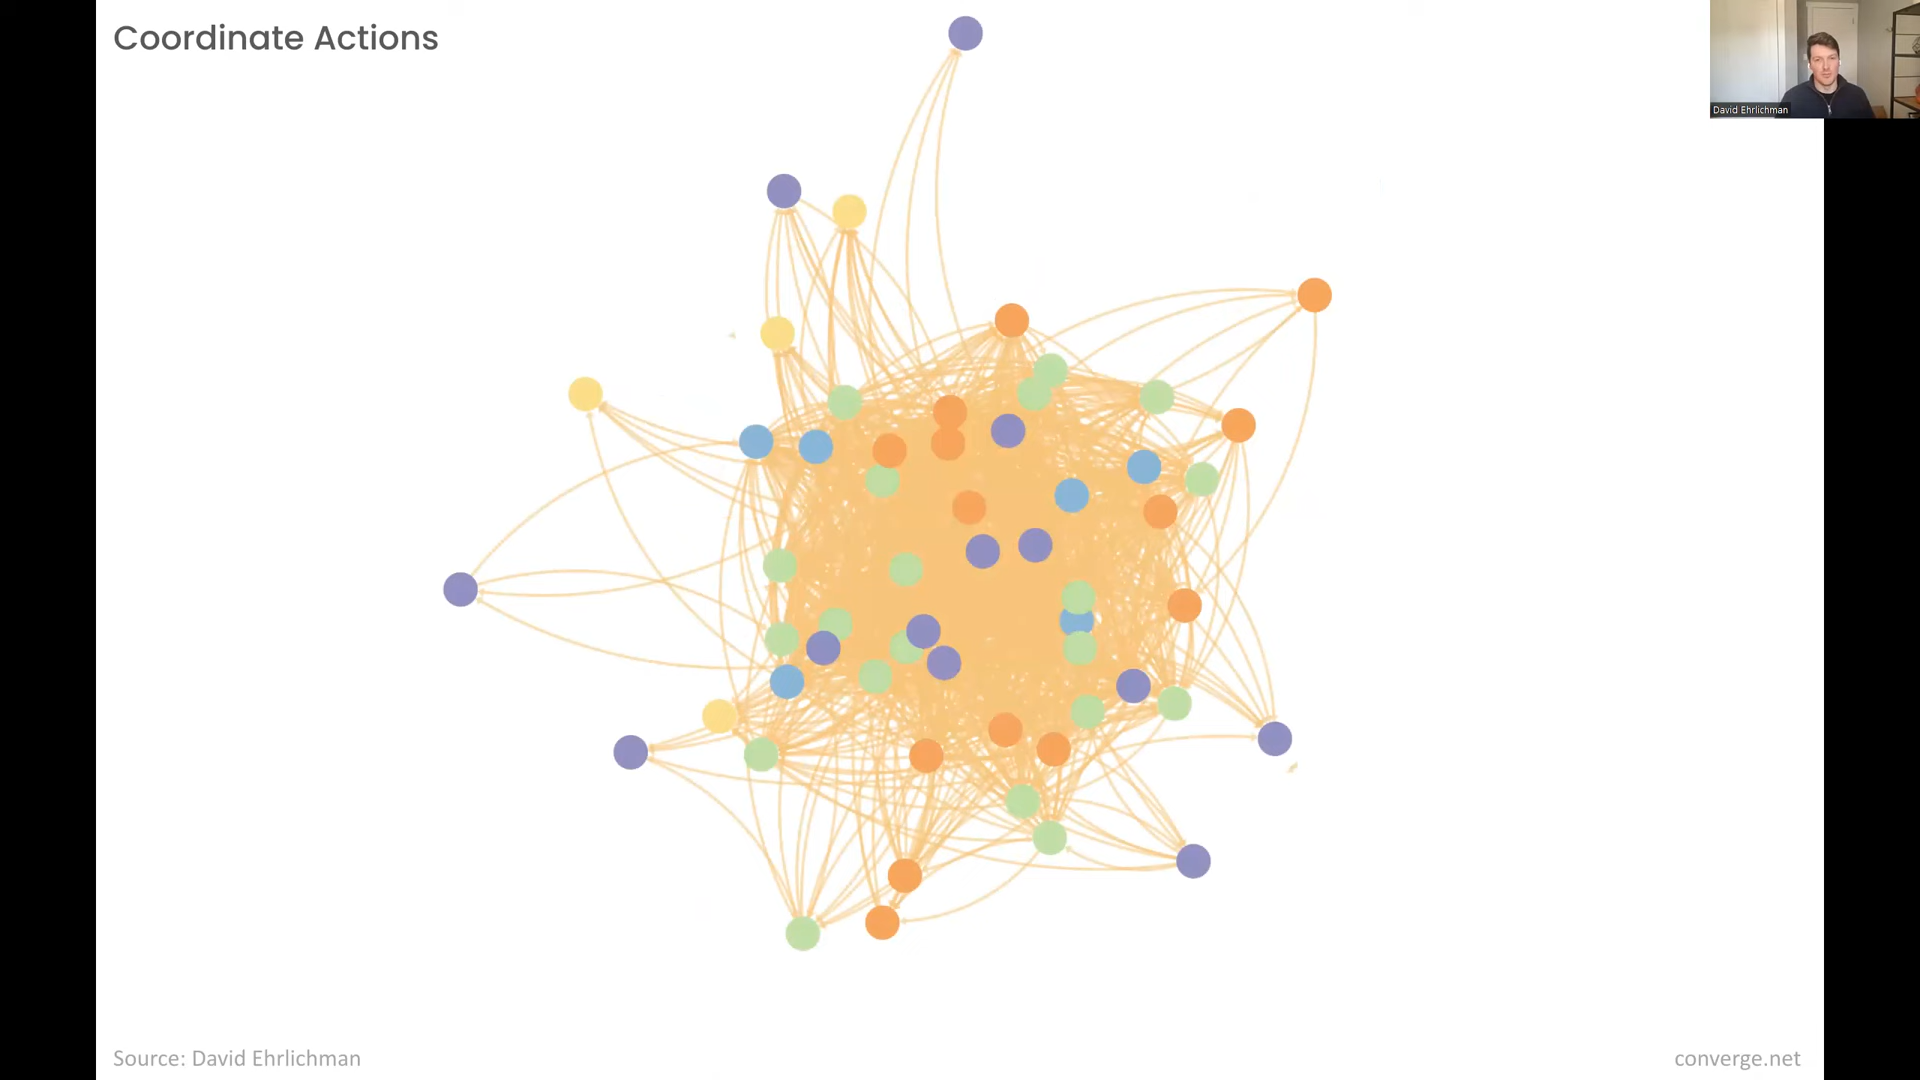 Coordinate Actions
David Ehrlichman
Source: David Ehrlichman
converge.net